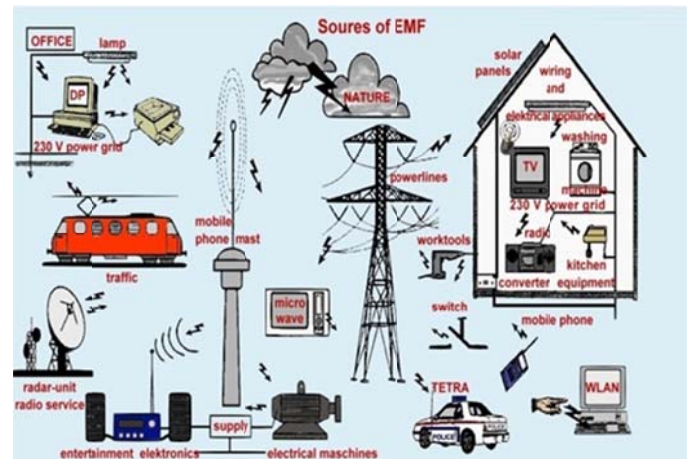 Soures of EMF
OFFICE
lamp
DP
230 V power grid
NATURE
solar
panels
wiring
and
elektrical appliances
washing
machine
TV
230 V power grid
radio
converter
kitchen
equipment
powerlines
mobile
phone mast
worktools
traffic
micro
wave
switch
mobile phone
radar-unit
radio service
TETRA
POLICE
WLAN
supply
entertainment elektronics
electrical maschines